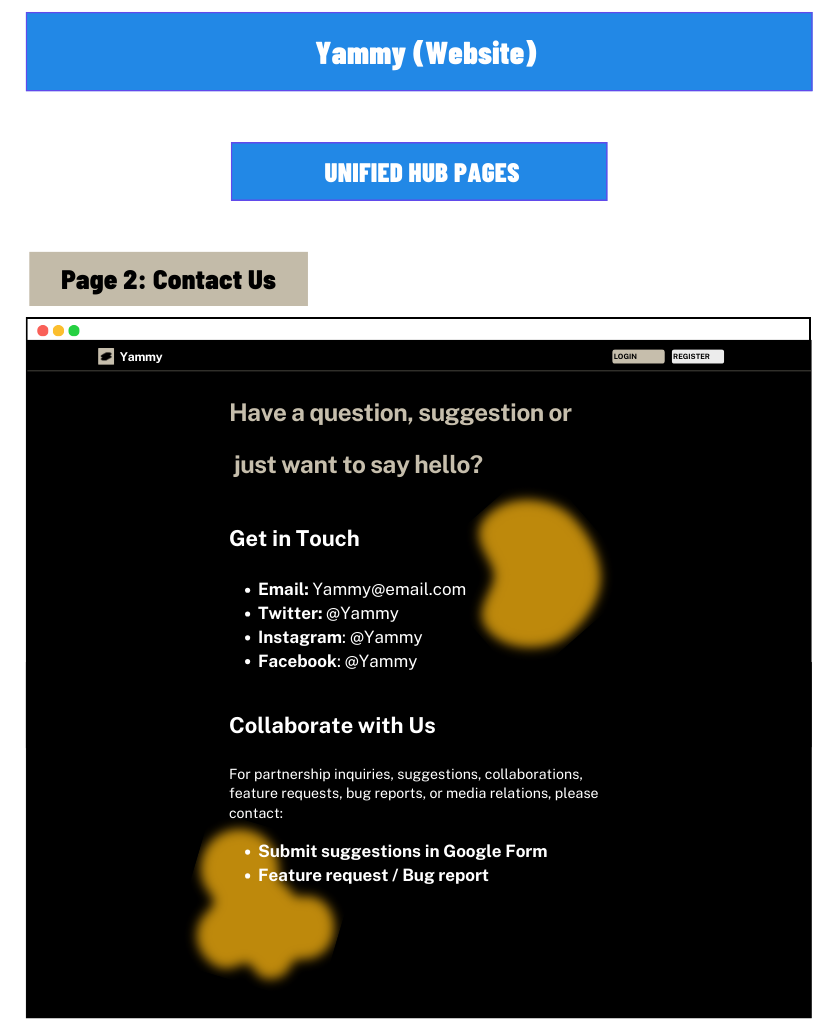 Yammy (Website)
UNIFIED HUB PAGES
Page 2: Contact Us
Yammy
LOGIN
REGISTER
Have a question, suggestion or
just want to say hello?
Get in Touch
• Email: Yammy@email.com
• Twitter: @Yammy
• Instagram: @Yammy
• Facebook: @Yammy
Collaborate with Us
For partnership inquiries, suggestions, collaborations,
feature requests, bug reports, or media relations, please
contact:
• Submit suggestions in Google Form
• Feature request / Bug report